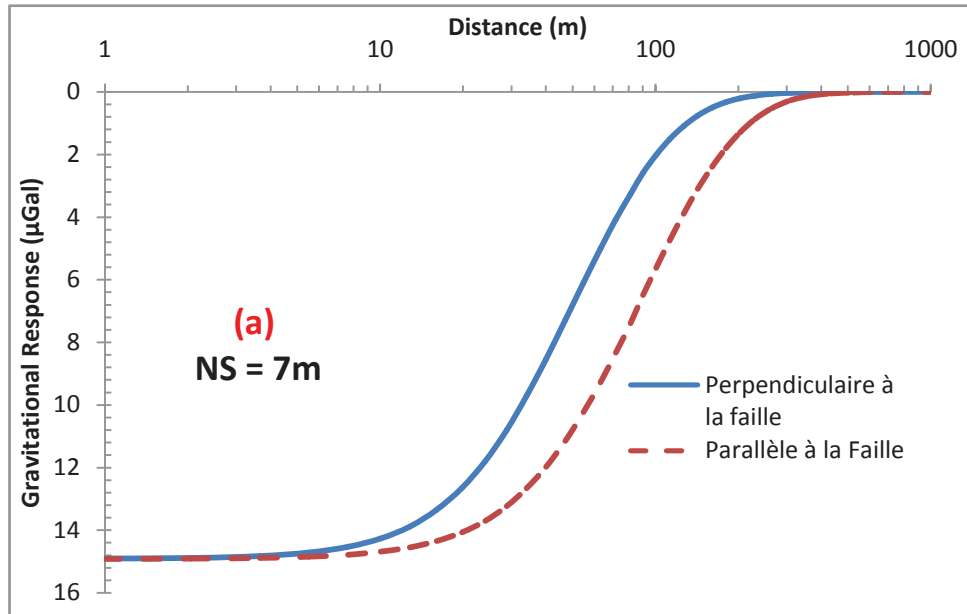 Distance (m)
1 10 100 1000
Gravitational Response (µGal)
0
2
4
6
8
10
12
14
16
(a)
NS = 7m
Perpendiculaire à
la faille
Parallèle à la Faille